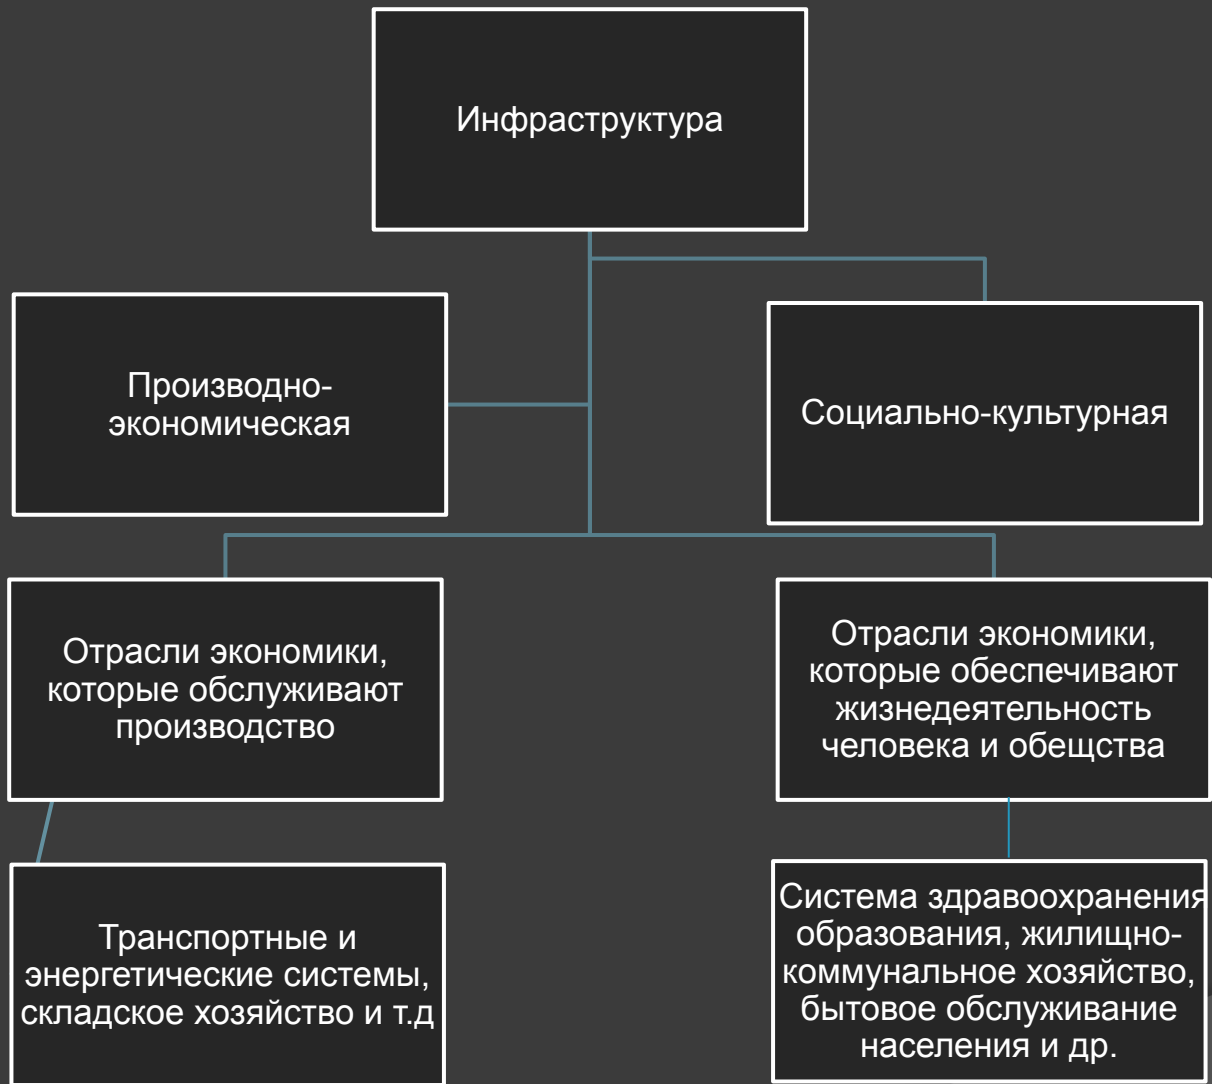 Инфраструктура
Производно-
экономическая
Социально-культурная
Отрасли экономики,
которые обслуживают
производство
Отрасли экономики,
которые обеспечивают
жизнедеятельность
человека и обещства
Транспортные и
энергетические системы,
складское хозяйство и т.д
Система здравоохранения
образования, жилищно-
коммунальное хозяйство,
бытовое обслуживание
населения и др.